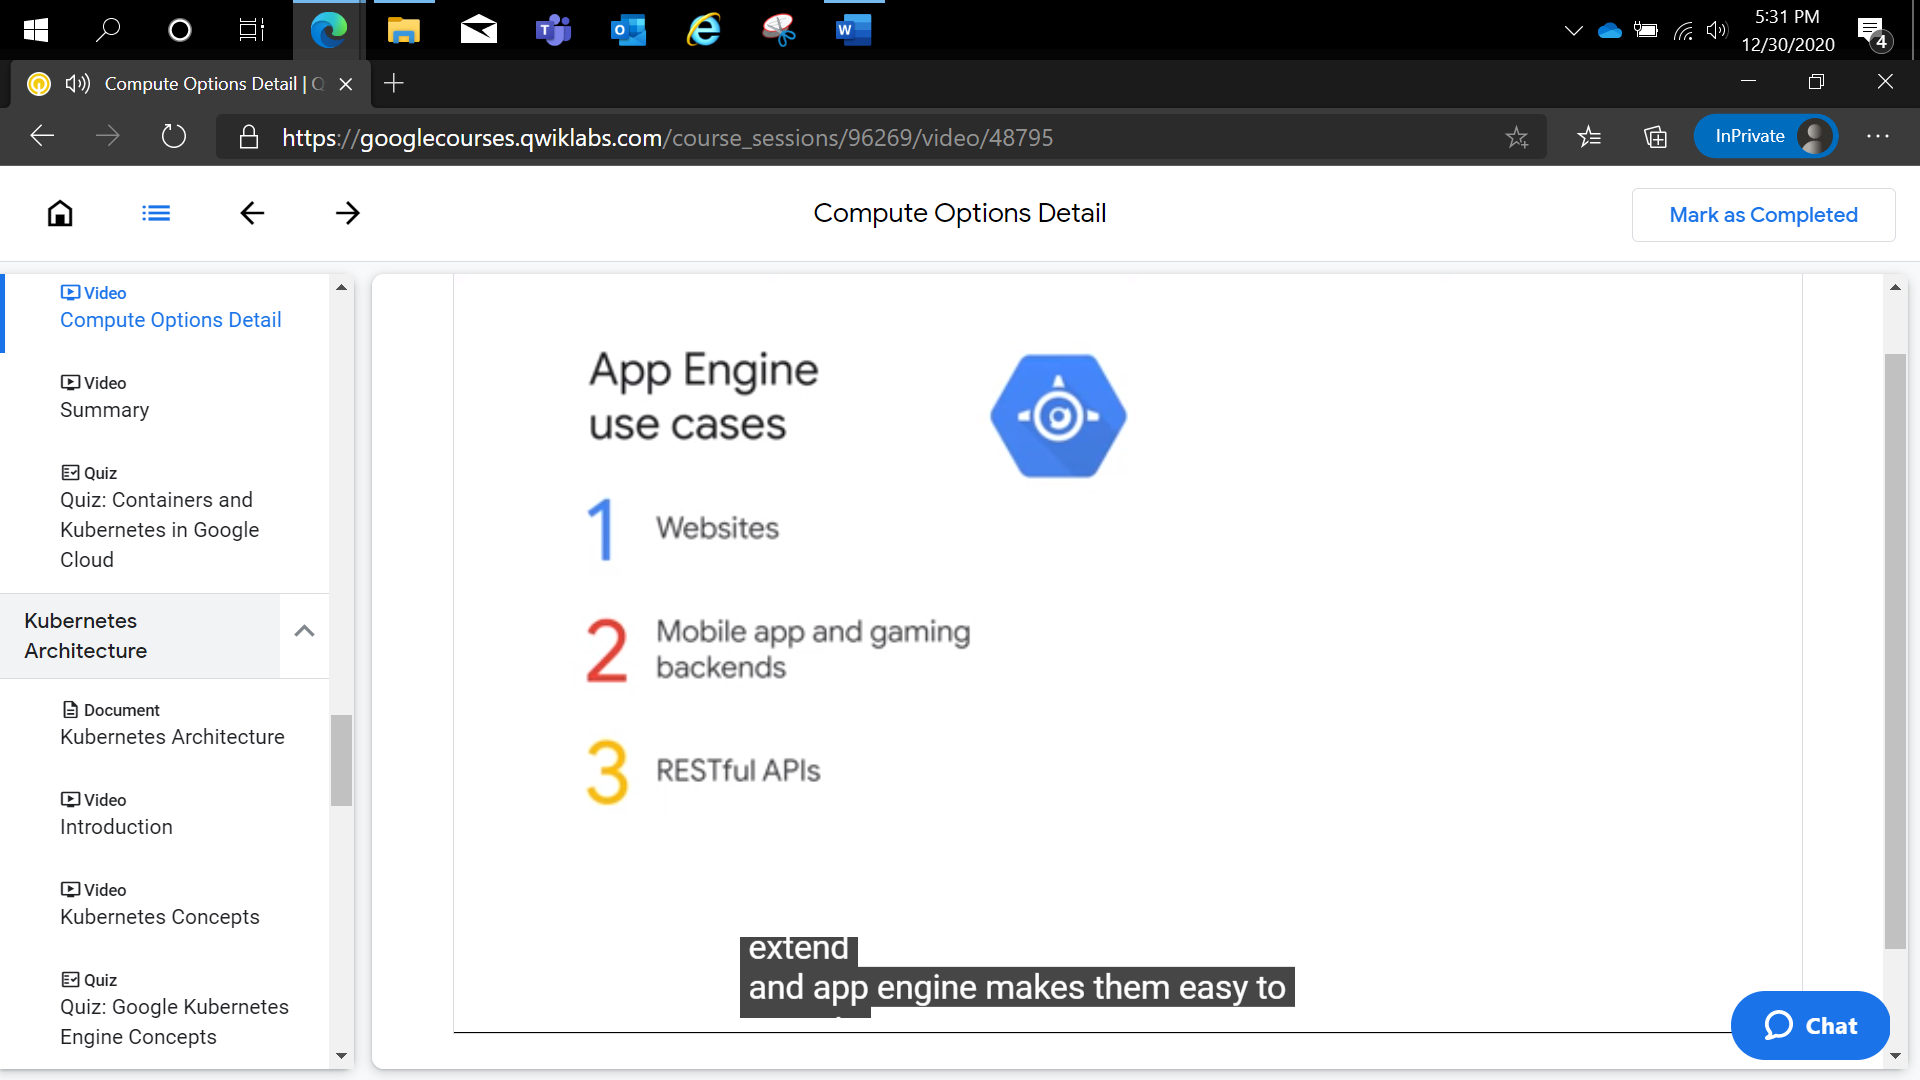 5:31 PM
12/30/2020
4
Compute Options Detail | Q
https://googlecourses.qwiklabs.com/course_sessions/96269/video/48795
InPrivate
Compute Options Detail
Mark as Completed
Video
Compute Options Detail
Video
Summary
Quiz
Quiz: Containers and
Kubernetes in Google
Cloud
Kubernetes
Architecture
Document
Kubernetes Architecture
Video
Introduction
Video
Kubernetes Concepts
Quiz
Quiz: Google Kubernetes
Engine Concepts
App Engine
use cases
1 Websites
2 Mobile app and gaming
backends
3 RESTful APIs
extend
and app engine makes them easy to
Chat